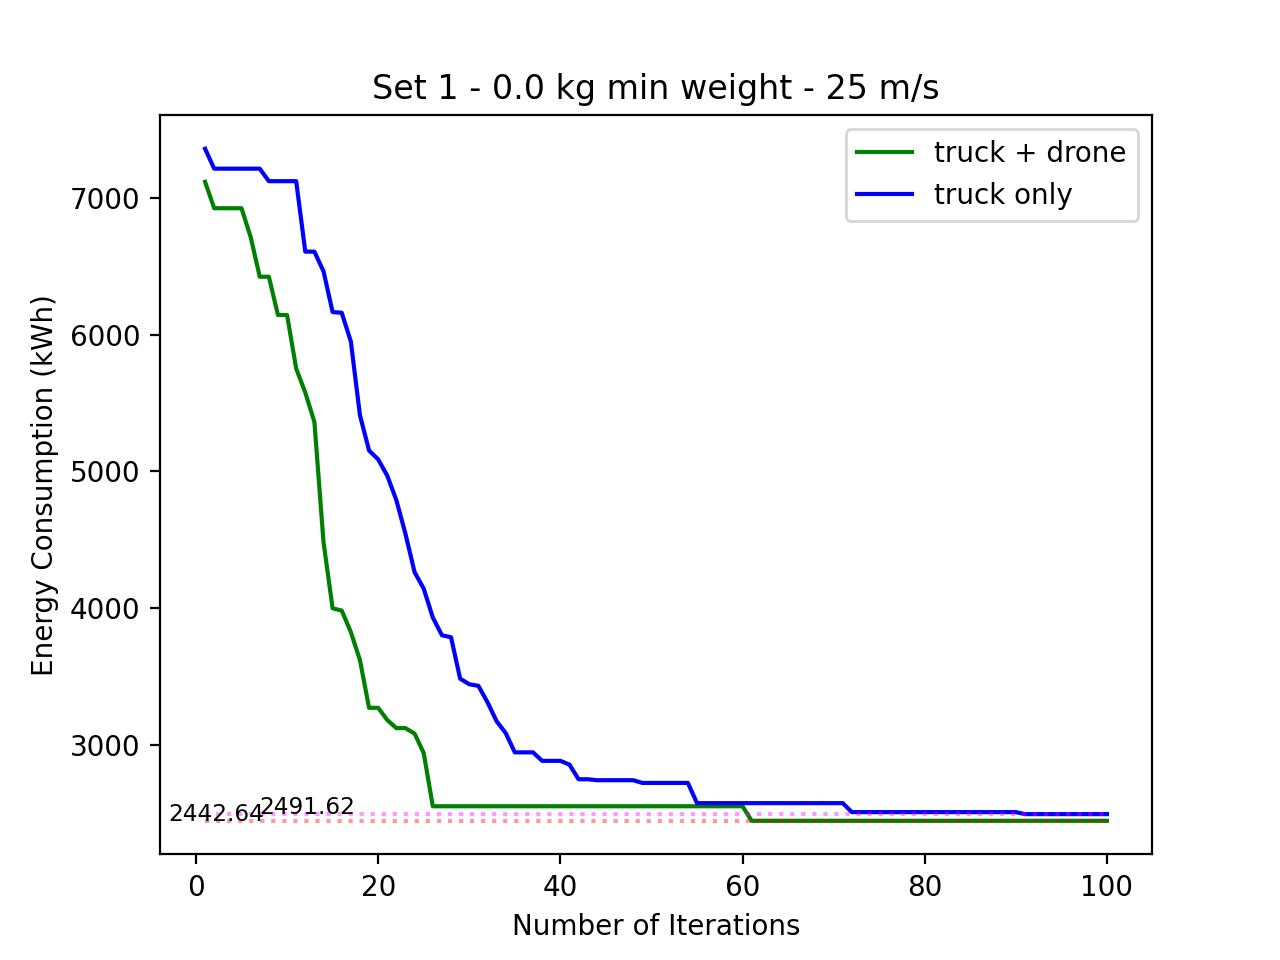 Set 1 - 0.0 kg min weight - 25 m/s
truck + drone
truck only
Energy Consumption (kWh)
7000
6000
5000
4000
3000
2442.64
2491.62
0 20 40 60 80 100
Number of Iterations